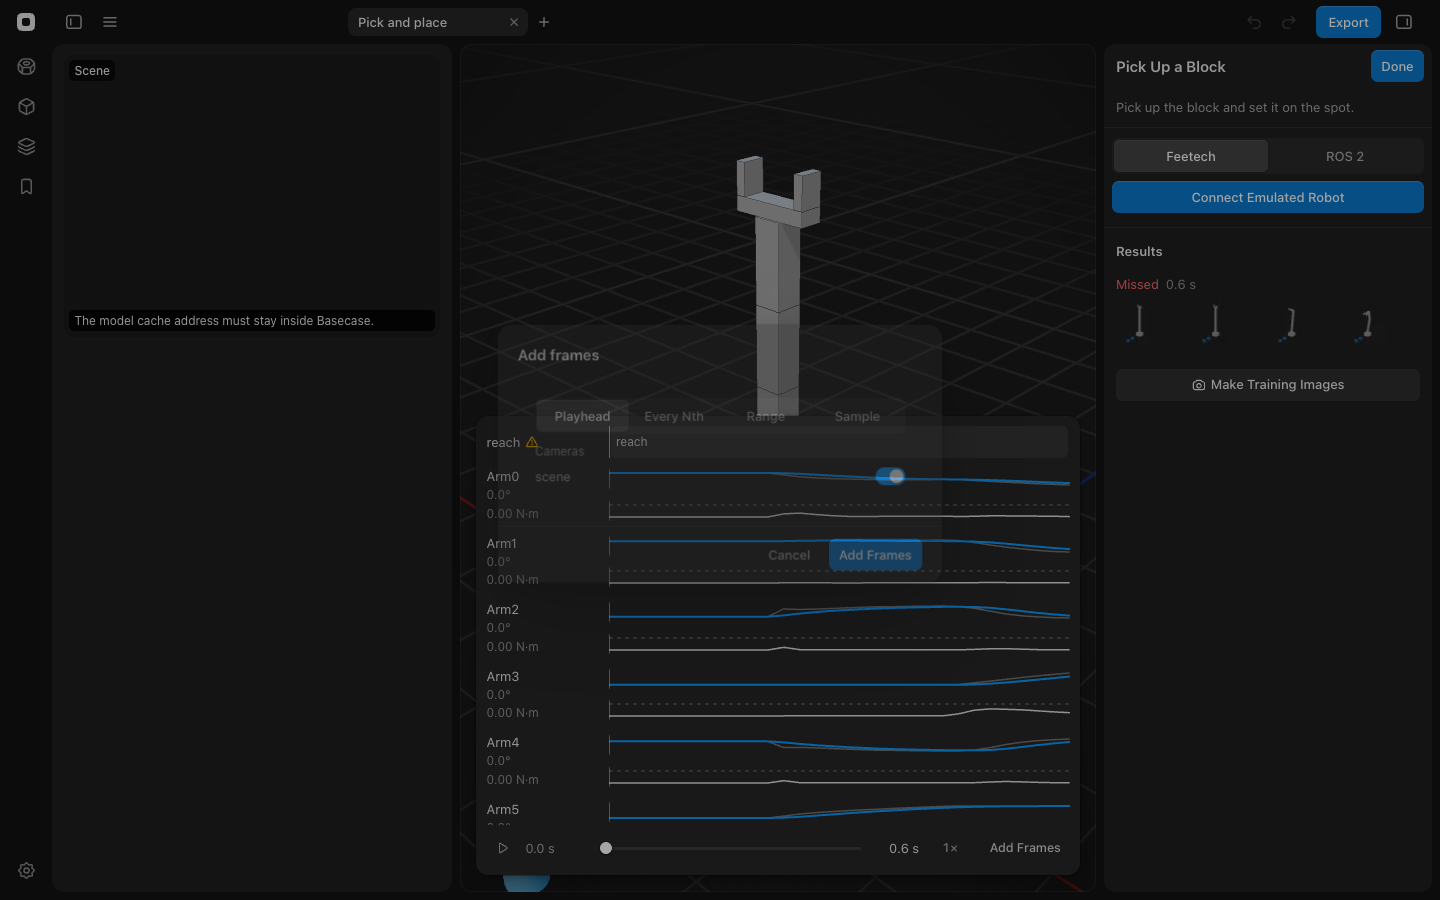 Pick and place
Export
Scene
The model cache address must stay inside Basecase.
Add frames
Playhead
Every Nth
Range
Sample
Cameras
scene
Cancel
Add Frames
reach
reach
Arm0
0.0°
0.00 N·m
Arm1
0.0°
0.00 N·m
Arm2
0.0°
0.00 N·m
Arm3
0.0°
0.00 N·m
Arm4
0.0°
0.00 N·m
Arm5
0.0 s
0.6 s
1×
Add Frames
Pick Up a Block
Done
Pick up the block and set it on the spot.
Feetech
ROS 2
Connect Emulated Robot
Results
Missed 0.6 s
Make Training Images